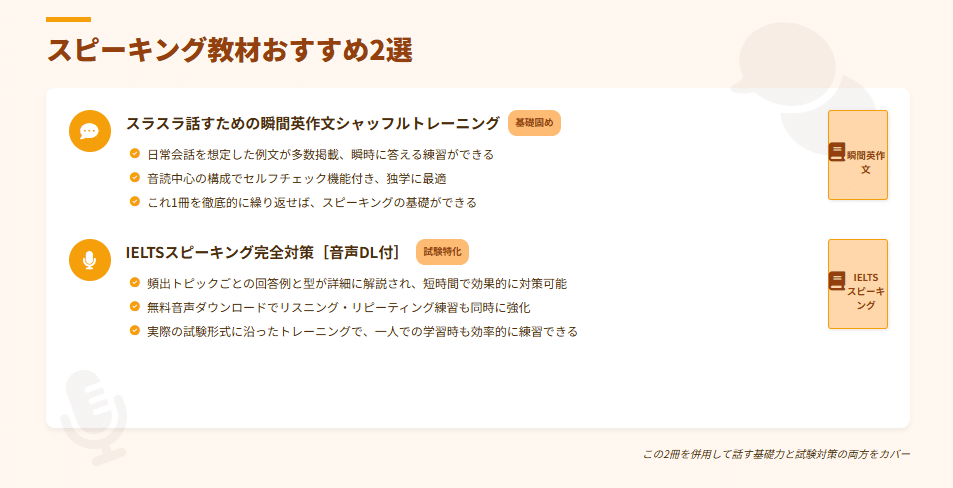 スピーキング教材おすすめ2選
スラスラ話すための瞬間英作文シャッフルトレーニング 基礎固め
日常会話を想定した例文が多数掲載、瞬時に答える練習ができる
音読中心の構成でセルフチェック機能付き、独学に最適
これ1冊を徹底的に繰り返せば、スピーキングの基礎ができる
瞬間英作
文
IELTSスピーキング完全対策［音声DL付］ 試験特化
頻出トピックごとの回答例と型が詳細に解説され、短時間で効果的に対策可能
無料音声ダウンロードでリスニング・リピーティング練習も同時に強化
実際の試験形式に沿ったトレーニングで、一人での学習時も効率的に練習できる
IELTS
スピーキ
ング
この2冊を併用して話す基礎力と試験対策の両方をカバー